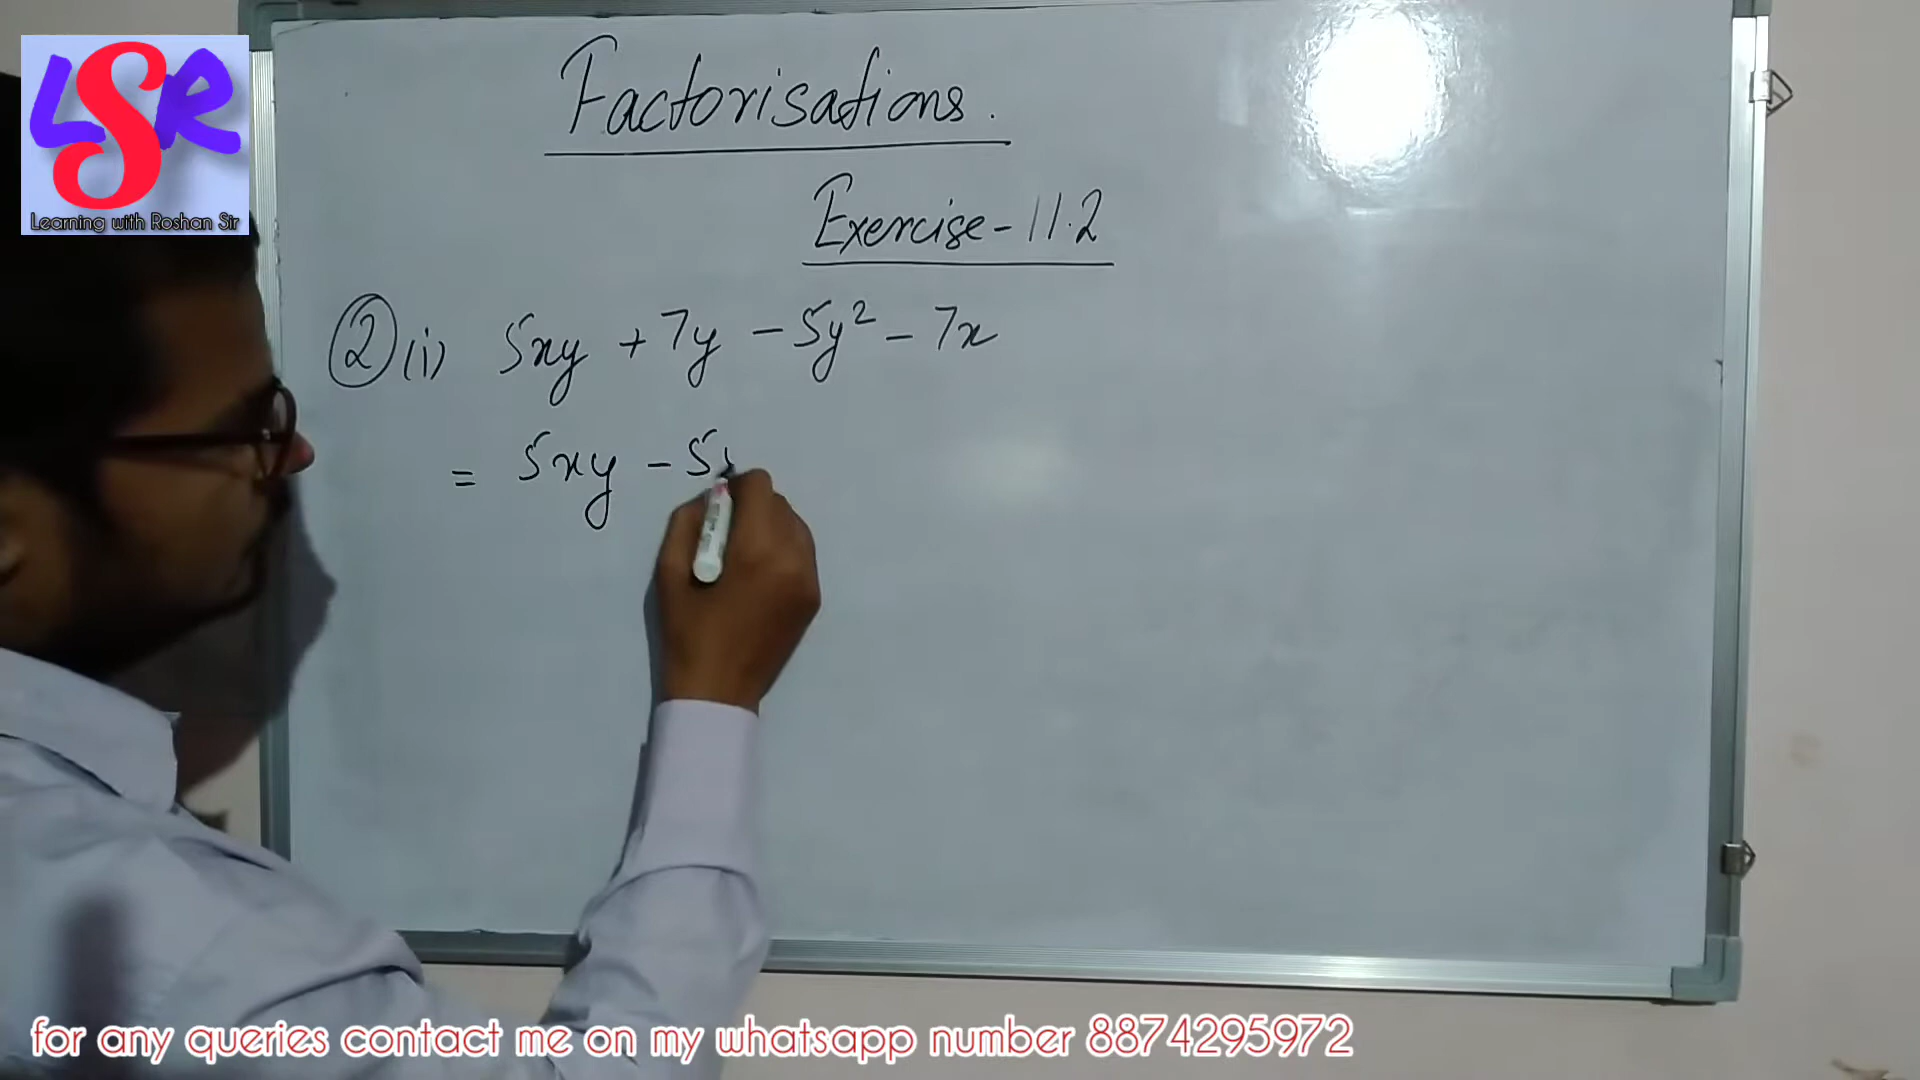 LSR
Learning with Roshan Sir
Factorisations.
Exercise-11.2
② (i) 5xy + 7y - 5y² - 7x
= 5xy - 5y
for any queries contact me on my whatsapp number 8874295972